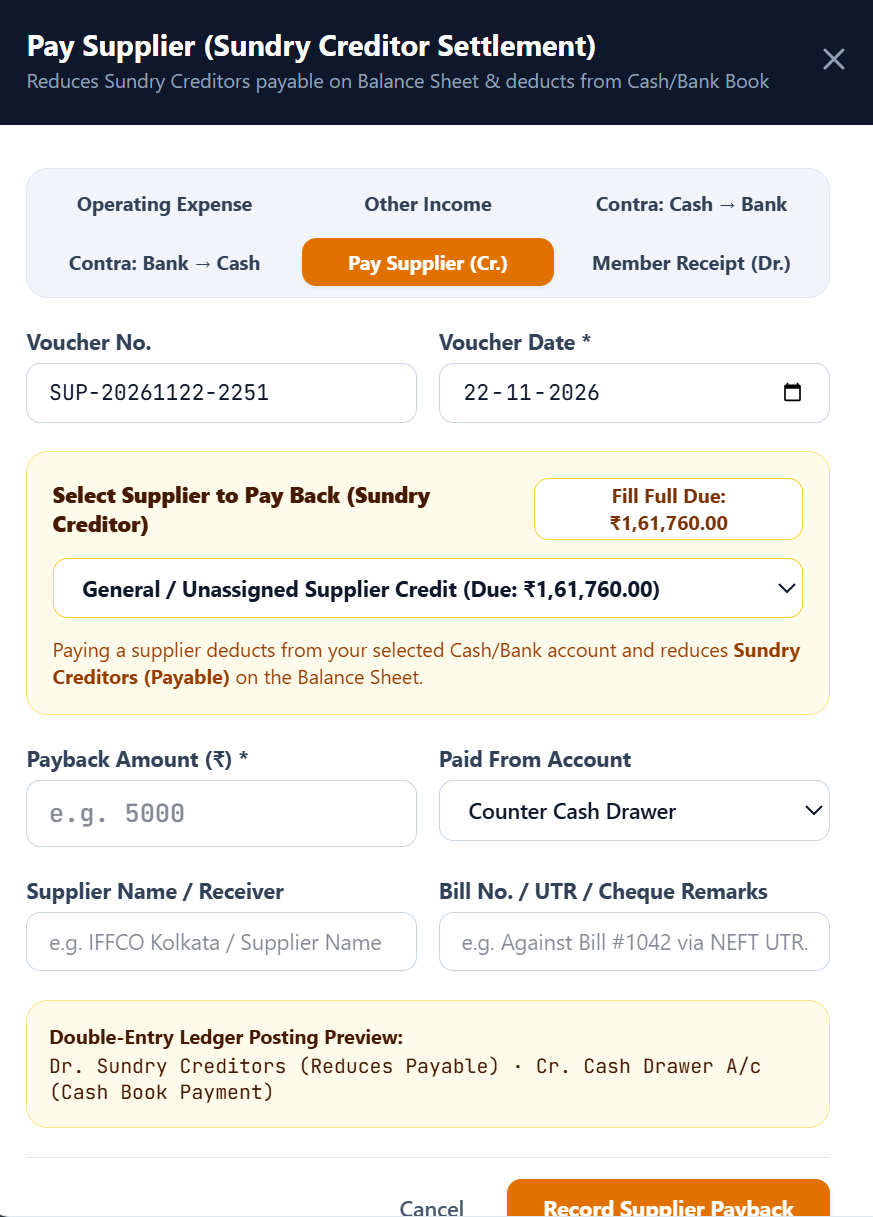 Pay Supplier (Sundry Creditor Settlement)
Reduces Sundry Creditors payable on Balance Sheet & deducts from Cash/Bank Book
Operating Expense
Other Income
Contra: Cash → Bank
Contra: Bank → Cash
Pay Supplier (Cr.)
Member Receipt (Dr.)
Voucher No.
Voucher Date *
SUP-20261122-2251
22-11-2026
Select Supplier to Pay Back (Sundry
Creditor)
Fill Full Due:
₹1,61,760.00
General / Unassigned Supplier Credit (Due: ₹1,61,760.00)
Paying a supplier deducts from your selected Cash/Bank account and reduces Sundry
Creditors (Payable) on the Balance Sheet.
Payback Amount (₹) *
Paid From Account
e.g. 5000
Counter Cash Drawer
Supplier Name / Receiver
Bill No. / UTR / Cheque Remarks
e.g. IFFCO Kolkata / Supplier Name
e.g. Against Bill #1042 via NEFT UTR.
Double-Entry Ledger Posting Preview:
Dr. Sundry Creditors (Reduces Payable) · Cr. Cash Drawer A/c
(Cash Book Payment)
Cancel
Record Supplier Payback